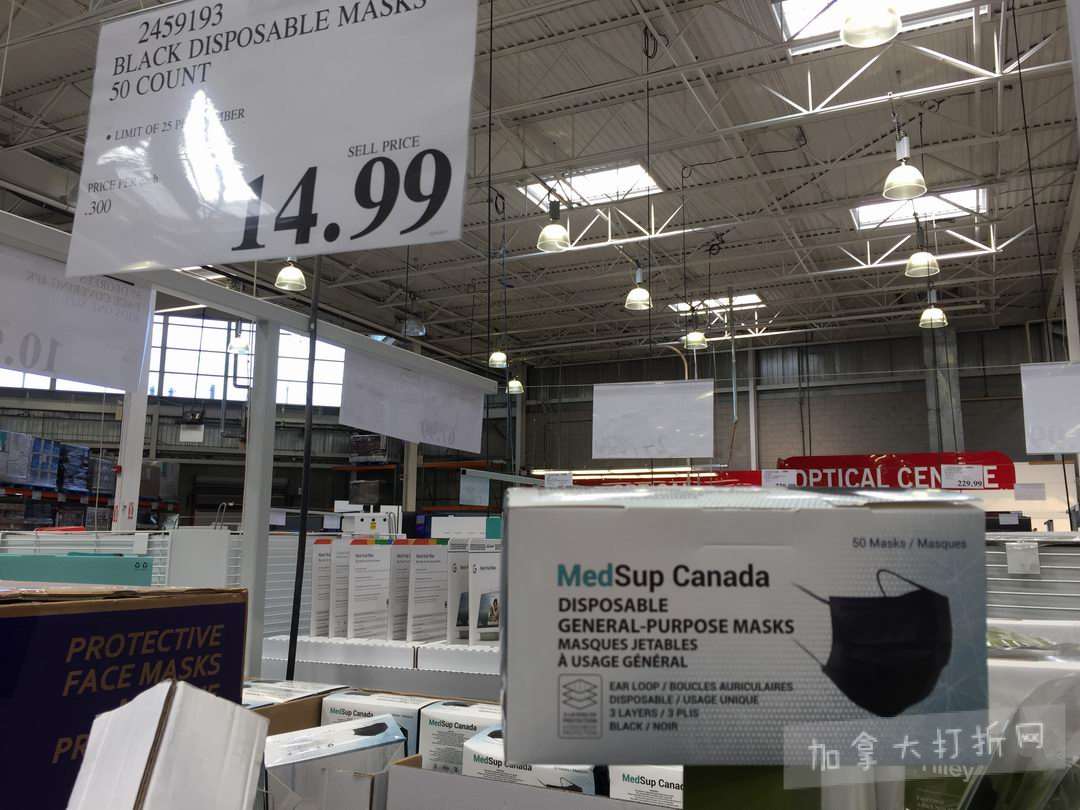 2459193
BLACK DISPOSABLE MASKS
50 COUNT
• LIMIT OF 25 P
SELL PRICE
PRICE PER
.300
14.99
OPTICAL CENTRE
229.99
50 Masks / Masques
MedSup Canada
DISPOSABLE
GENERAL-PURPOSE MASKS
MASQUES JETABLES
À USAGE GÉNÉRAL
EAR LOOP / BOUCLES AURICULAIRES
DISPOSABLE / USAGE UNIQUE
3 LAYERS / 3 PLIS
BLACK / NOIR
PROTECTIVE
FACE MASKS
MedSup Canada
MedSup Canada
MedSup Canada
MedSup Canada
加拿大打折网